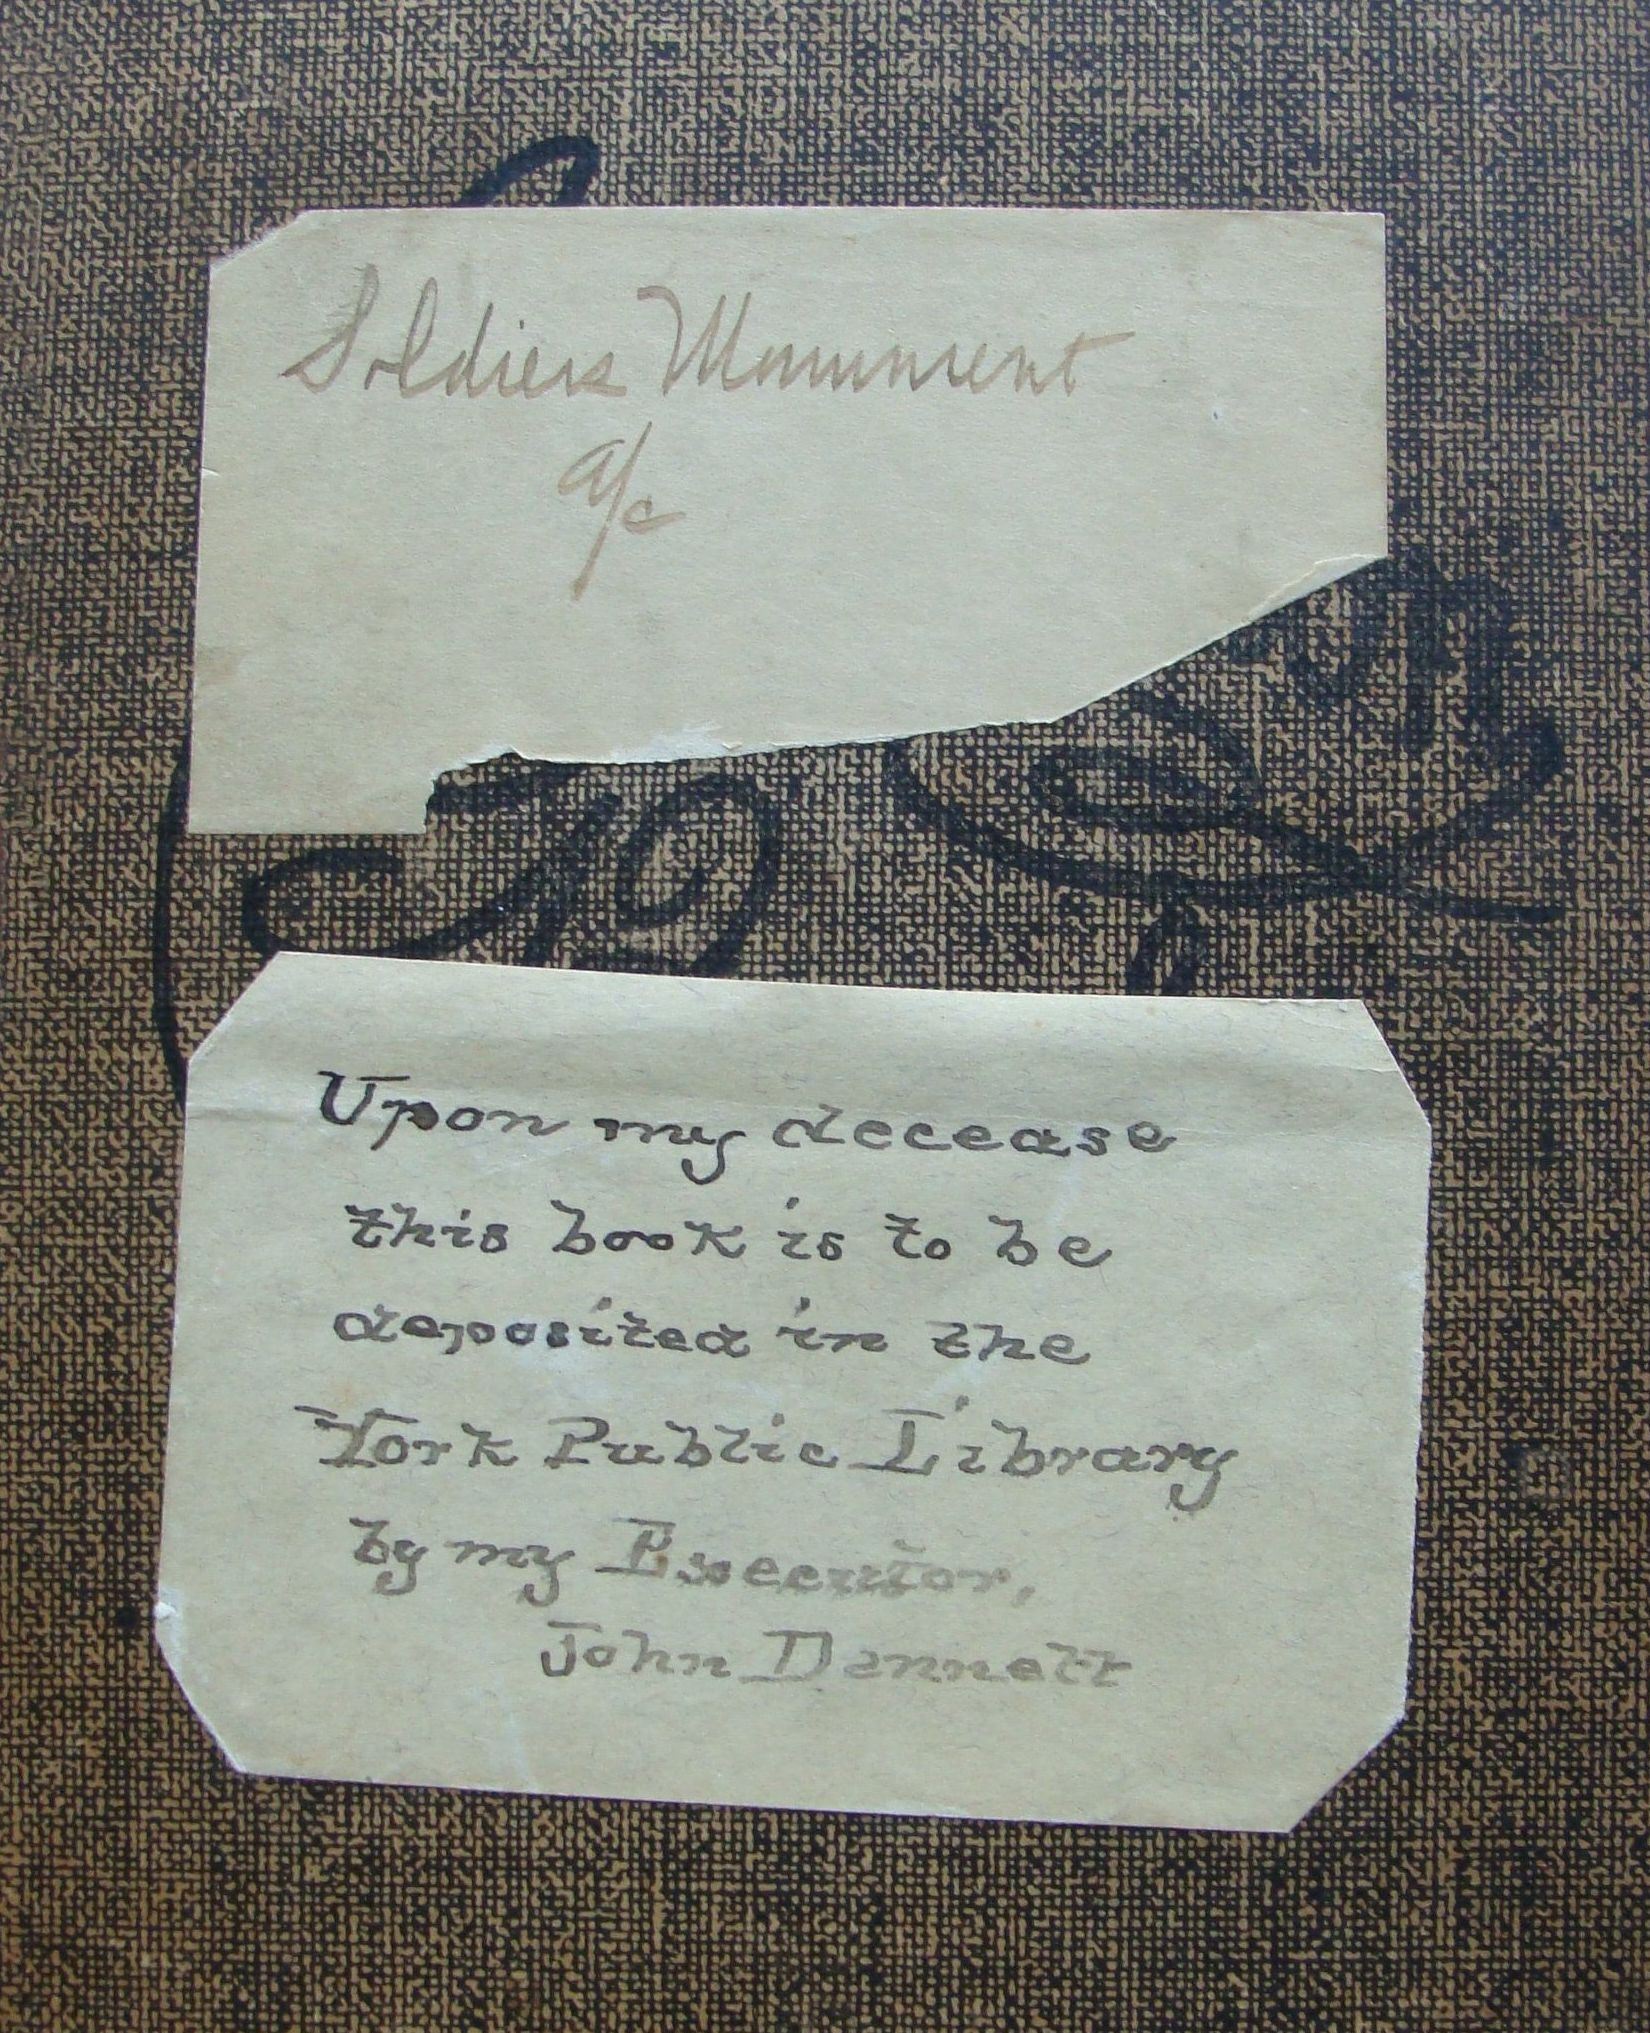 Soldiers Monument
a/c
Upon my decease
this book is to be
deposited in the
York Public Library
by my Executor,
John Dennett